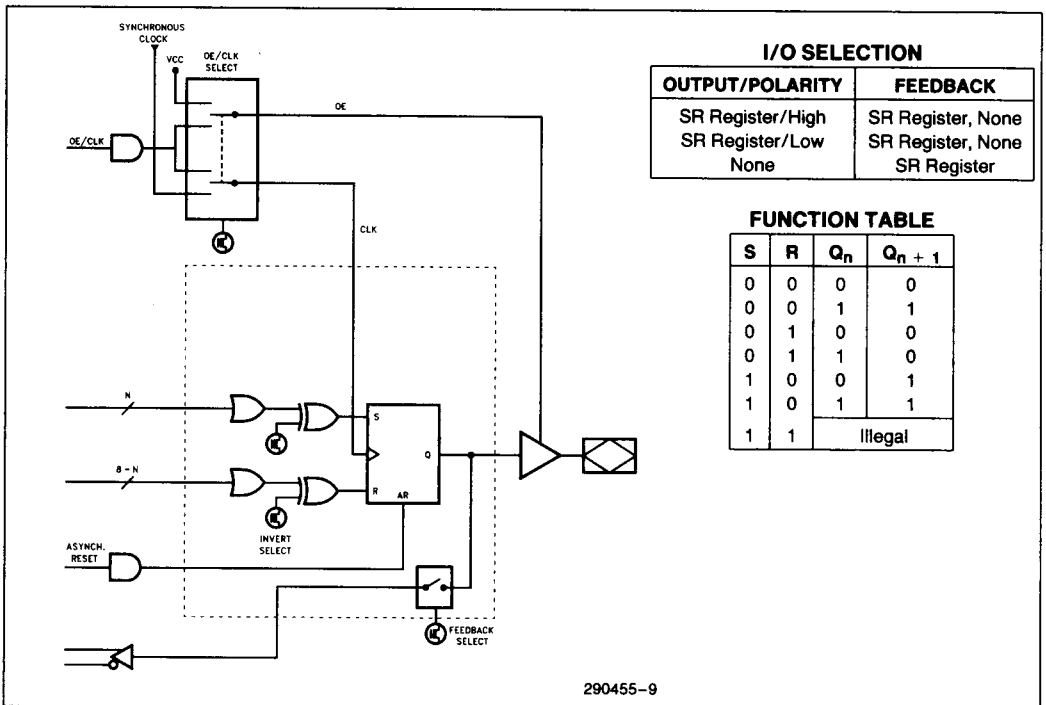 SYNCHRONOUS
CLOCK
VCC
OE/CLK
SELECT
OE
OE/CLK
CLK
N
S
Q
8 - N
R
AR
INVERT
SELECT
ASYNCH.
RESET
FEEDBACK
SELECT
I/O SELECTION
OUTPUT/POLARITY FEEDBACK
SR Register/High SR Register, None
SR Register/Low SR Register, None
None SR Register
FUNCTION TABLE
S R Qn Qn + 1
0 0 0 0
0 0 1 1
0 1 0 0
0 1 1 0
1 0 0 1
1 0 1 1
1 1 Illegal
290455-9